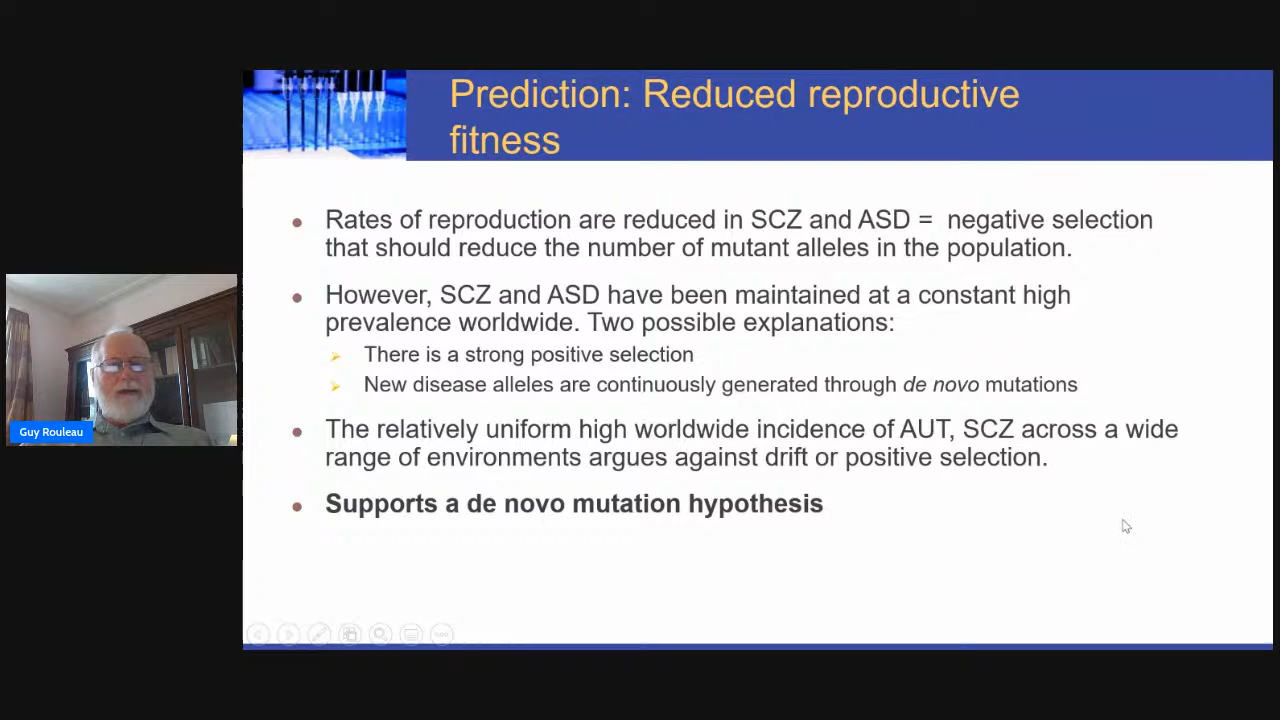 Prediction: Reduced reproductive
fitness
Rates of reproduction are reduced in SCZ and ASD = negative selection
that should reduce the number of mutant alleles in the population.
However, SCZ and ASD have been maintained at a constant high
prevalence worldwide. Two possible explanations:
There is a strong positive selection
New disease alleles are continuously generated through de novo mutations
The relatively uniform high worldwide incidence of AUT, SCZ across a wide
range of environments argues against drift or positive selection.
Supports a de novo mutation hypothesis
Guy Rouleau